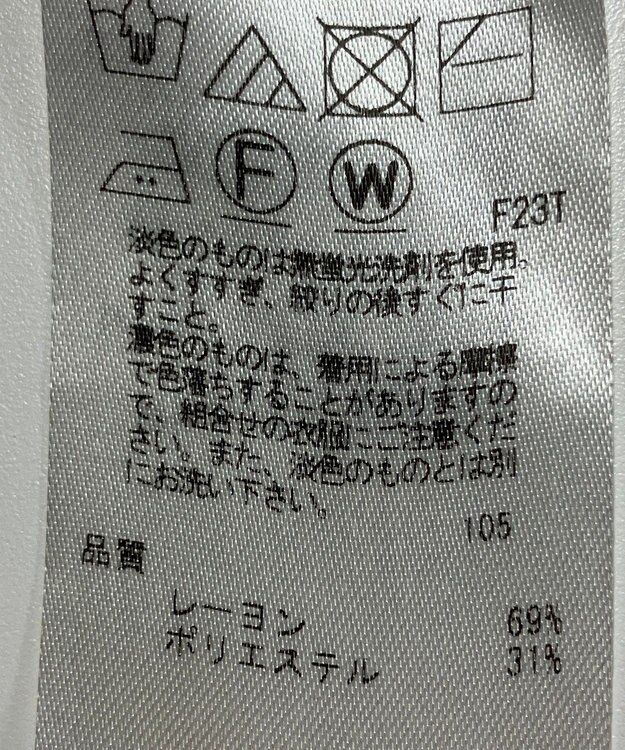 F
W
F23T
淡色のものは無蛍光洗剤を使用。
よくすすぎ、絞りの後すぐに干
すこと。
濃色のものは、着用による摩擦
で色落ちすることがありますの
で、組合せの衣類にご注意くだ
さい。また、淡色のものとは別
にお洗い下さい。
105
品質
レーヨン 69%
ポリエステル 31%